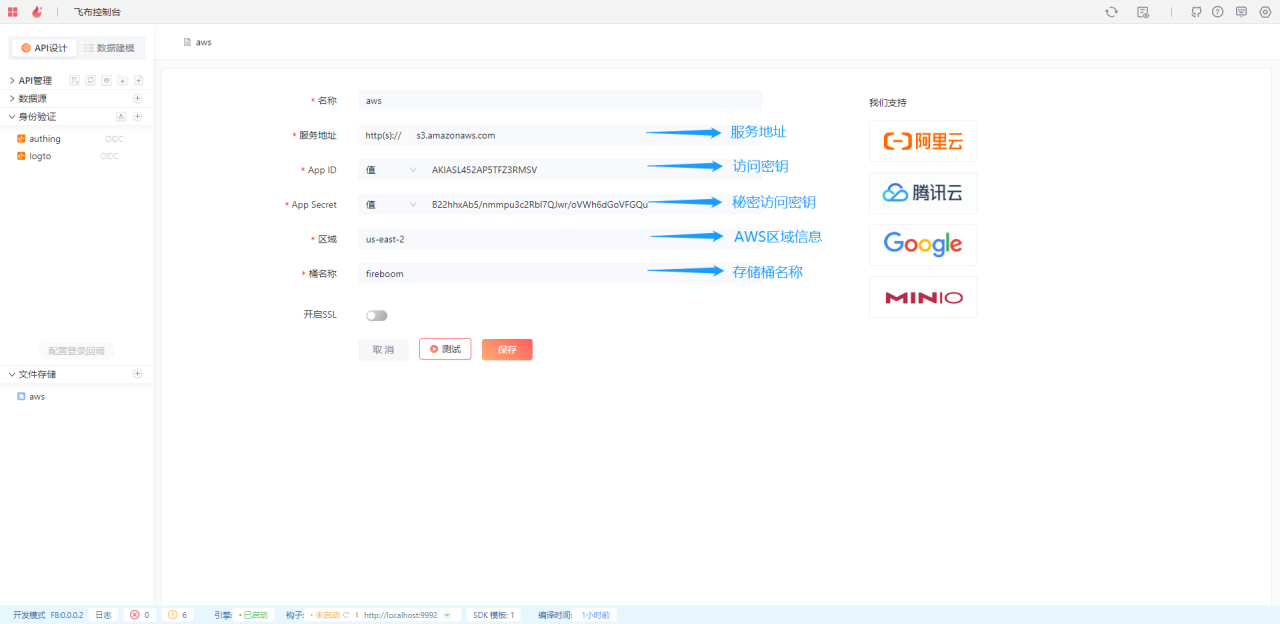 飞布控制台
API设计
数据建模
aws
API管理
数据源
身份验证
authing OIDC
logto OIDC
配置登录回调
文件存储
aws
* 名称 aws
* 服务地址 http(s):// s3.amazonaws.com 服务地址
* App ID 值 AKIASL452AP5TFZ3RMSV 访问密钥
* App Secret 值 秘密访问密钥
* 区域 us-east-2 AWS区域信息
* 桶名称 fireboom 存储桶名称
开启SSL
取 消 测试 保存
我们支持
阿里云
腾讯云
Google
MINIO
开发模式 FB:0.0.0.2 日志 0 6 引擎: 已启动 钩子: 未启动 http://localhost:9992 SDK 模板: 1 编译时间: 1小时前